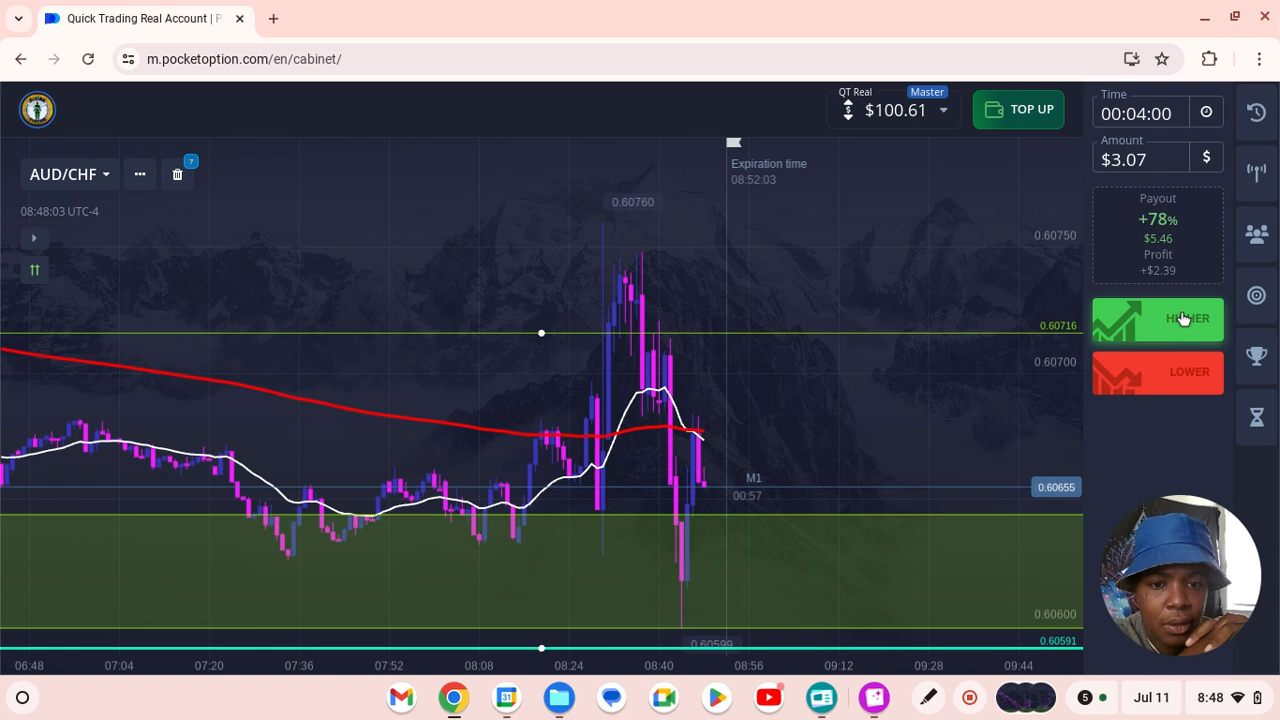 Quick Trading Real Account | P
m.pocketoption.com/en/cabinet/
QT Real
Master
$100.61
TOP UP
Time
00:04:00
Amount
$3.07
$
Payout
+78%
$5.46
Profit
+$2.39
HIGHER
LOWER
AUD/CHF
7
08:48:03 UTC-4
Expiration time
08:52:03
0.60760
0.60750
0.60716
0.60700
M1
00:57
0.60655
0.60600
0.60599
0.60591
06:48
07:04
07:20
07:36
07:52
08:08
08:24
08:40
08:56
09:12
09:28
09:44
31
5
Jul 11
8:48